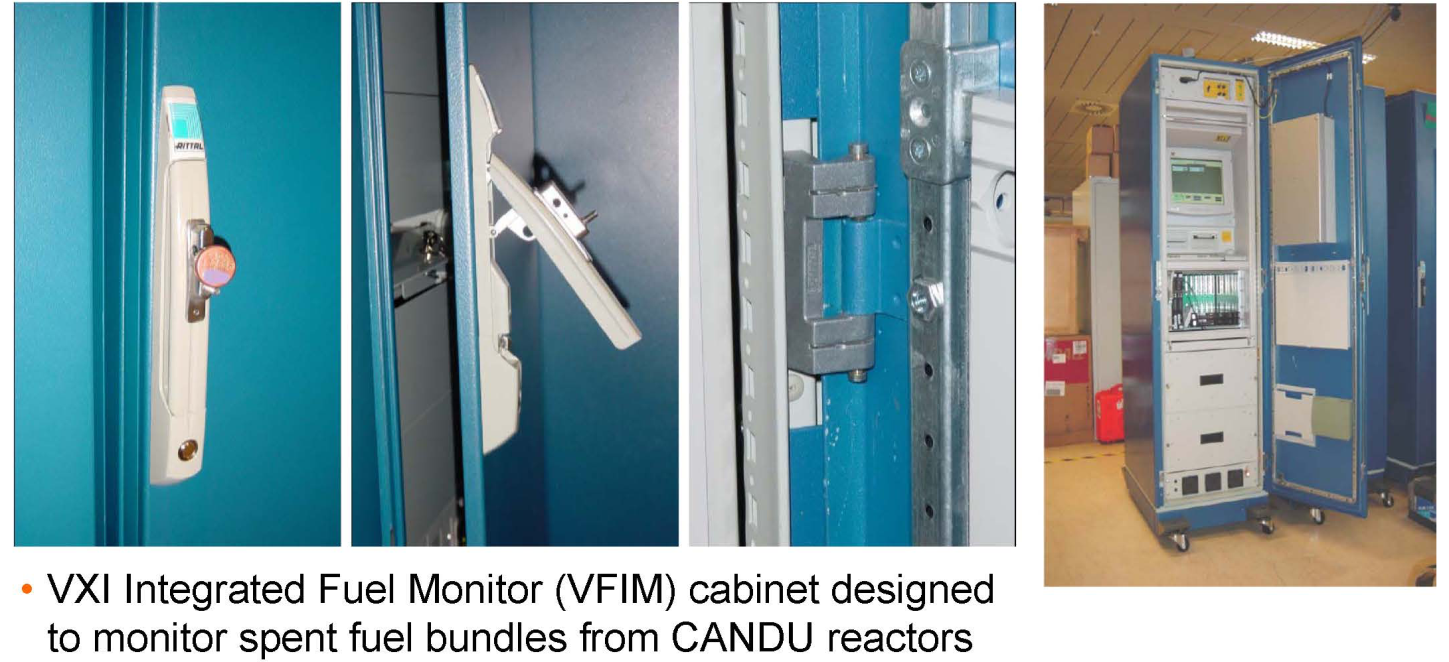 RITTAL
• VXI Integrated Fuel Monitor (VFIM) cabinet designed
to monitor spent fuel bundles from CANDU reactors